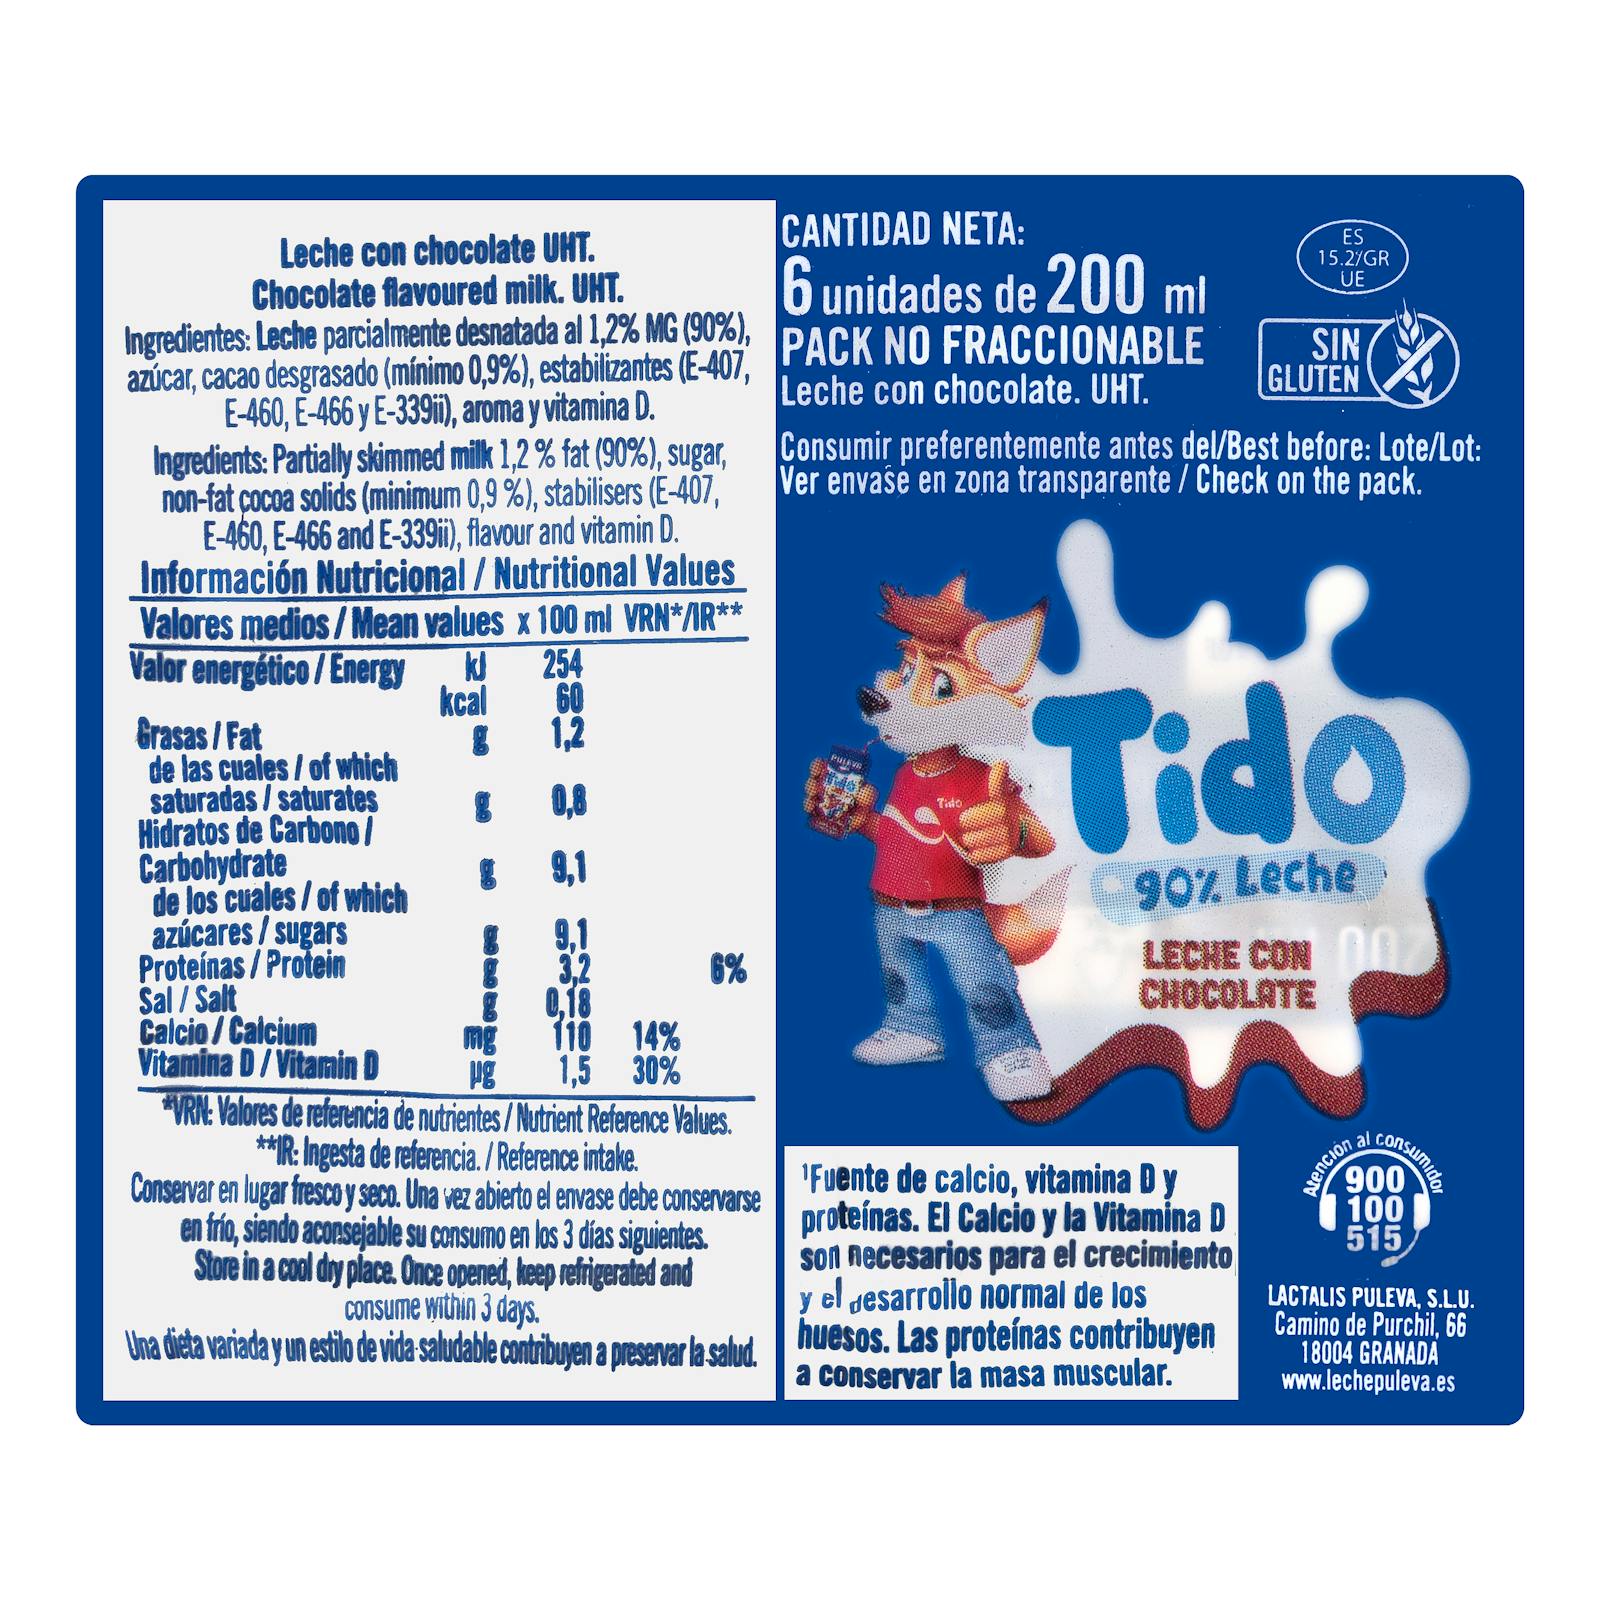 Leche con chocolate UHT.
Chocolate flavoured milk. UHT.
Ingredientes: Leche parcialmente desnatada al 1,2% MG (90%),
azúcar, cacao desgrasado (mínimo 0,9%), estabilizantes (E-407,
E-460, E-466 y E-339ii), aroma y vitamina D.
Ingredients: Partially skimmed milk 1,2 % fat (90%), sugar,
non-fat cocoa solids (minimum 0,9 %), stabilisers (E-407,
E-460, E-466 and E-339ii), flavour and vitamin D.
Información Nutricional / Nutritional Values
Valores medios / Mean values x 100 ml VRN*/IR**
Valor energético / Energy kJ 254
kcal 60
Grasas / Fat g 1,2
de las cuales / of which
saturadas / saturates g 0,8
Hidratos de Carbono /
Carbohydrate g 9,1
de los cuales / of which
azúcares / sugars g 9,1
Proteínas / Protein g 3,2 6%
Sal / Salt g 0,18
Calcio / Calcium mg 110 14%
Vitamina D / Vitamin D µg 1,5 30%
*VRN: Valores de referencia de nutrientes / Nutrient Reference Values.
**IR: Ingesta de referencia. / Reference intake.
Conservar en lugar fresco y seco. Una vez abierto el envase debe conservarse
en frío, siendo aconsejable su consumo en los 3 días siguientes.
Store in a cool dry place. Once opened, keep refrigerated and
consume within 3 days.
Una dieta variada y un estilo de vida saludable contribuyen a preservar la salud.
CANTIDAD NETA:
6 unidades de 200 ml
PACK NO FRACCIONABLE
Leche con chocolate. UHT.
ES
15.2/GR
UE
SIN
GLUTEN
Consumir preferentemente antes del/Best before: Lote/Lot:
Ver envase en zona transparente / Check on the pack.
PULEVA
Tido
Tido
Tido
90% Leche
LECHE CON
CHOCOLATE
¹Fuente de calcio, vitamina D y
proteínas. El Calcio y la Vitamina D
son necesarios para el crecimiento
y el desarrollo normal de los
huesos. Las proteínas contribuyen
a conservar la masa muscular.
Atención al consumidor
900
100
515
LACTALIS PULEVA, S.L.U.
Camino de Purchil, 66
18004 GRANADA
www.lechepuleva.es